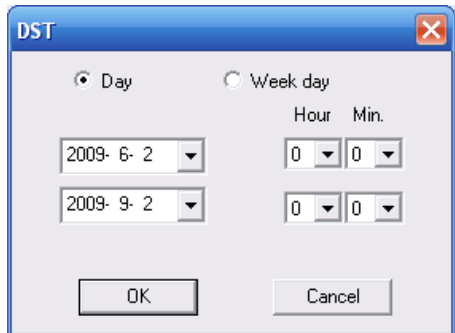 DST
Day Week day
Hour Min.
2009- 6- 2 0 0
2009- 9- 2 0 0
OK Cancel